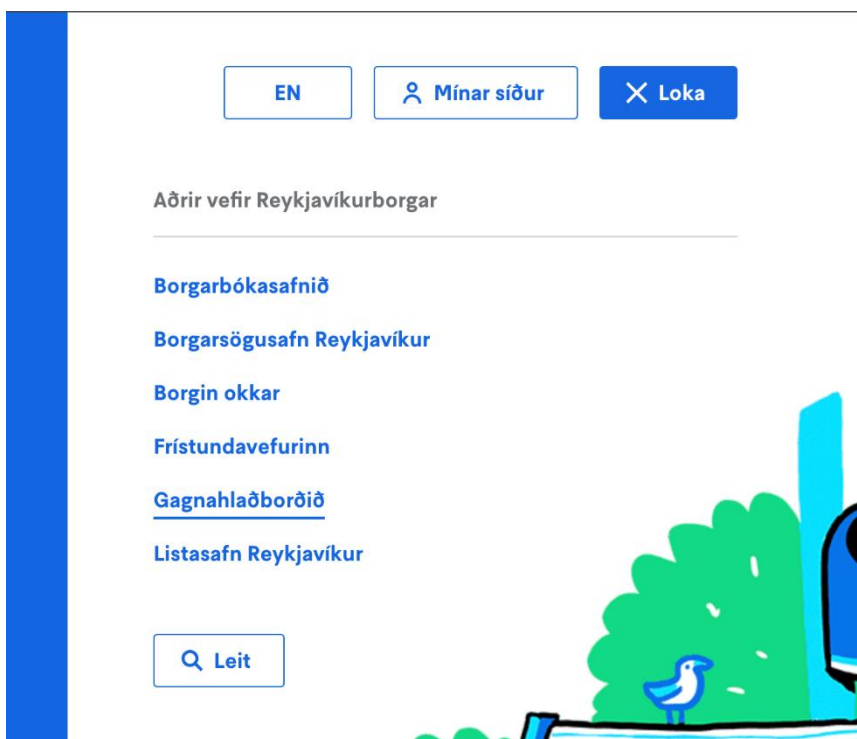 EN Mínar síður Loka
Aðrir vefir Reykjavíkurborgar
Borgarbókasafnið
Borgarsögusafn Reykjavíkur
Borgin okkar
Frístundavefurinn
Gagnahlaðborðið
Listasafn Reykjavíkur
Leit